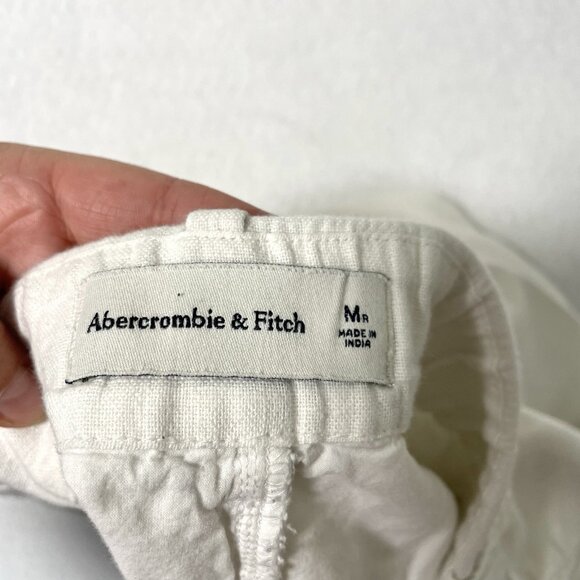 Abercrombie & Fitch
MR
MADE IN
INDIA